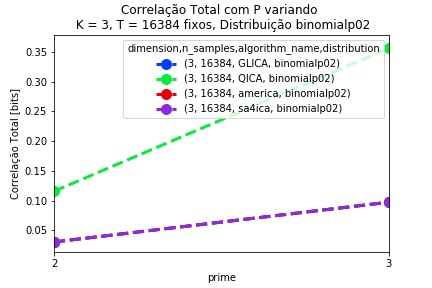 Correlação Total com P variando
K = 3, T = 16384 fixos, Distribuição binomialp02
dimension,n_samples,algorithm_name,distribution
(3, 16384, GLICA, binomialp02)
(3, 16384, QICA, binomialp02)
(3, 16384, america, binomialp02)
(3, 16384, sa4ica, binomialp02)
Correlação Total [bits]
0.35
0.30
0.25
0.20
0.15
0.10
0.05
2
3
prime